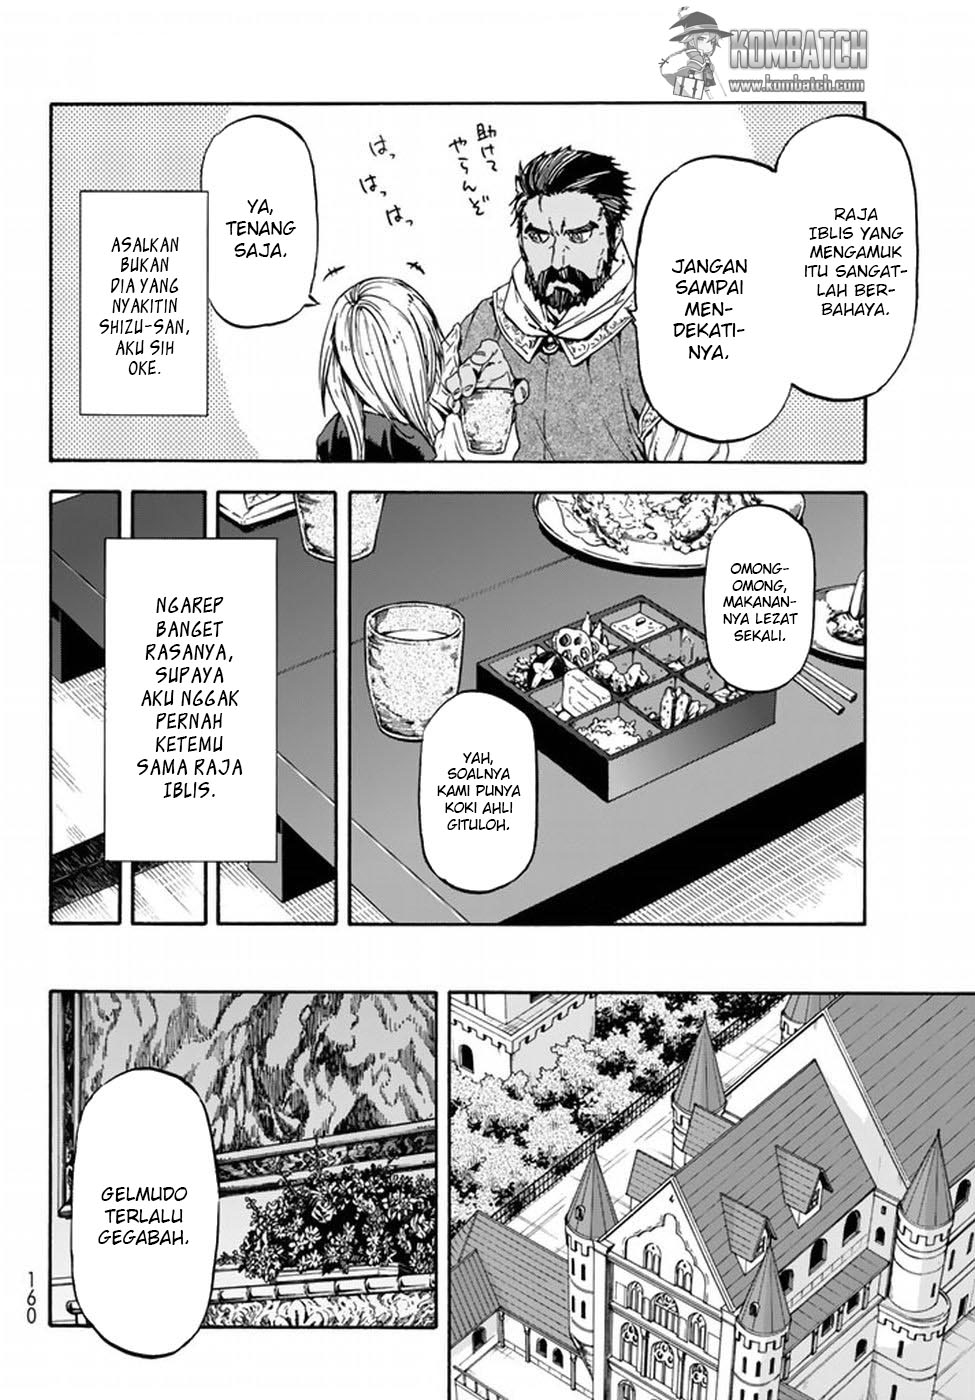 KOMBATCH
www.kombatch.com
RAJA
IBLIS YANG
MENGAMUK
ITU SANGAT-
LAH BER-
BAHAYA.
JANGAN
SAMPAI
MEN-
DEKATI-
NYA.
助けて
やらんぞ
はっ
はっ
はっ
YA,
TENANG
SAJA.
ASALKAN
BUKAN
DIA YANG
NYAKITIN
SHIZU-SAN,
AKU SIH
OKE.
OMONG-
OMONG,
MAKANAN-
NYA LEZAT
SEKALI.
YAH,
SOALNYA
KAMI PUNYA
KOKI AHLI
GITULOH.
NGAREP
BANGET
RASANYA,
SUPAYA
AKU NGGAK
PERNAH
KETEMU
SAMA RAJA
IBLIS.
GELMUDO
TERLALU
GEGABAH.
160